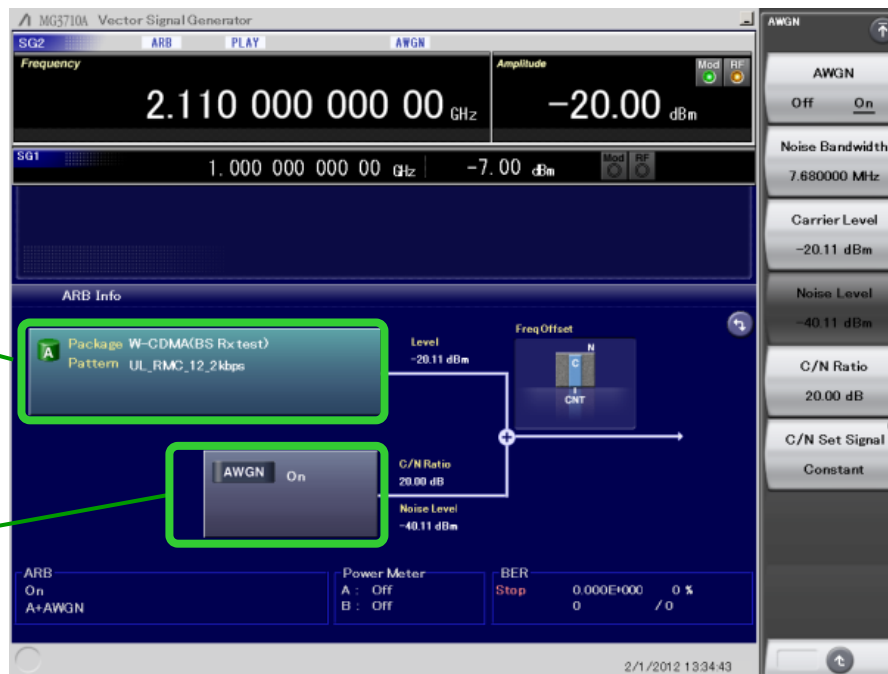 MG3710A Vector Signal Generator
SG2 ARB PLAY AWGN
Frequency
2.110 000 000 00 GHz
Amplitude
Mod RF
-20.00 dBm
SG1
1. 000 000 000 00 GHz
-7. 00 dBm
Mod RF
ARB Info
A
Package W-CDMA(BS Rx test)
Pattern UL_RMC_12_2kbps
Level
-20.11 dBm
Freq Offset
N
C
CNT
AWGN On
C/N Ratio
20.00 dB
Noise Level
-40.11 dBm
ARB
On
A+AWGN
Power Meter
A : Off
B : Off
BER
Stop 0.000E+000 0 %
0 / 0
2/1/2012 13:34:43
AWGN
AWGN
Off On
Noise Bandwidth
7.680000 MHz
Carrier Level
-20.11 dBm
Noise Level
-40.11 dBm
C/N Ratio
20.00 dB
C/N Set Signal
Constant